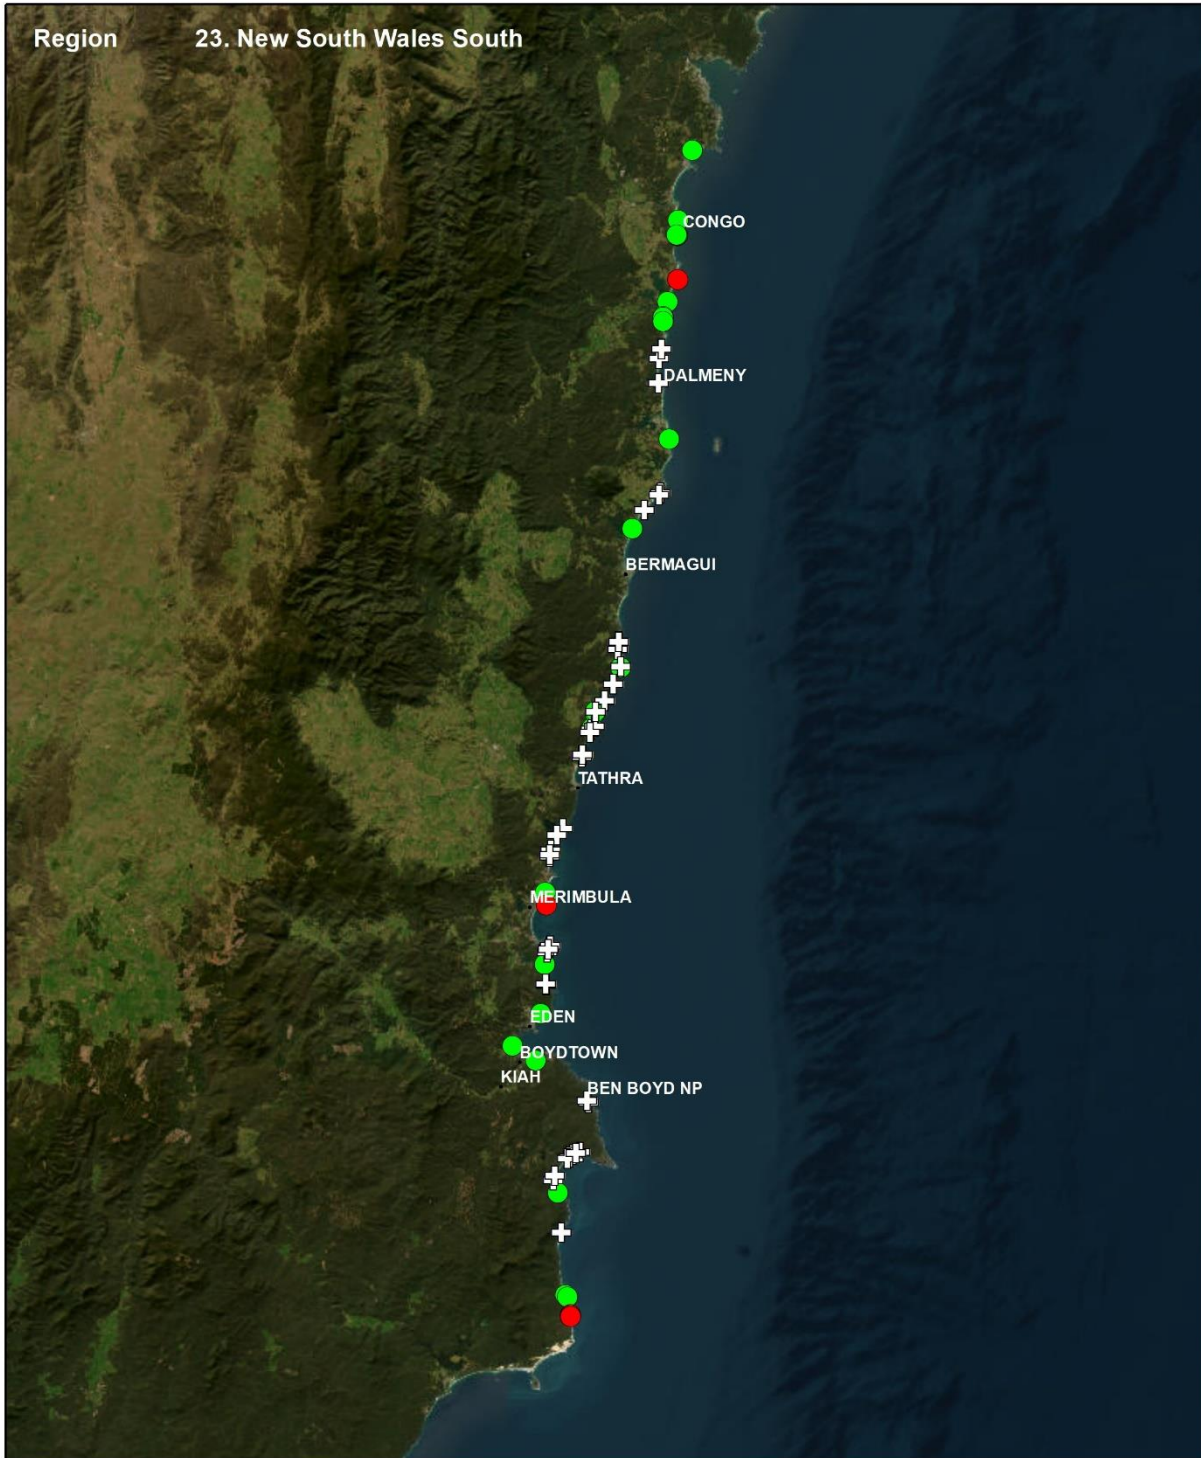 Region 23. New South Wales South
CONGO
DALMENY
BERMAGUI
TATHRA
MERIMBULA
EDEN
BOYDTOWN
KIAH
BEN BOYD NP